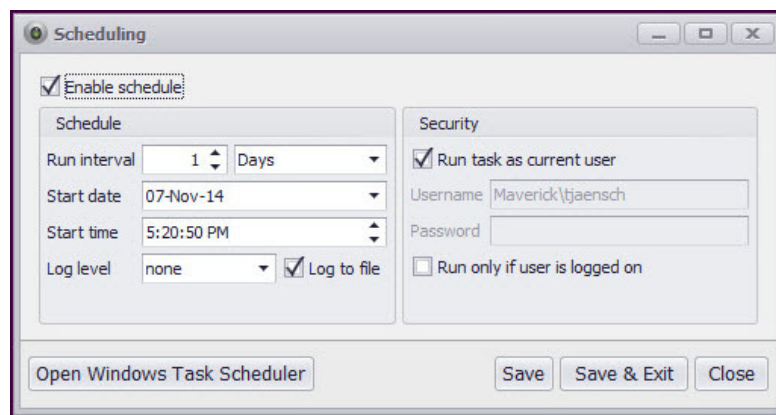 Scheduling
Enable schedule
Schedule
Run interval 1 Days
Start date 07-Nov-14
Start time 5:20:50 PM
Log level none Log to file
Security
Run task as current user
Username Maverick\tjaensch
Password
Run only if user is logged on
Open Windows Task Scheduler Save Save & Exit Close